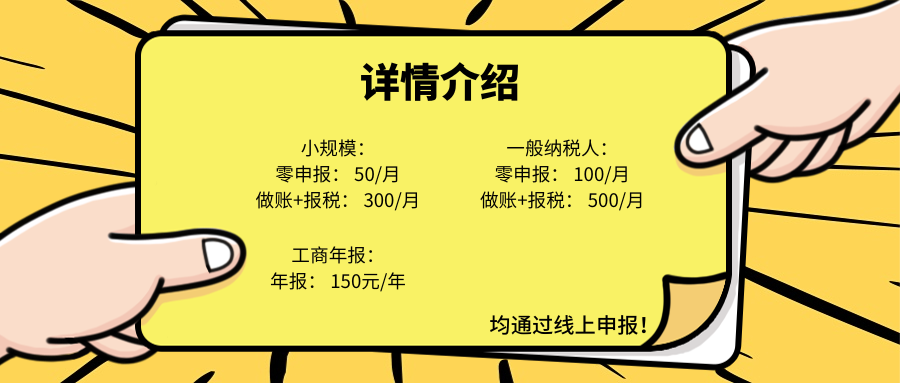 详情介绍
小规模：
零申报： 50/月
做账+报税： 300/月
一般纳税人：
零申报： 100/月
做账+报税： 500/月
工商年报：
年报： 150元/年
均通过线上申报！